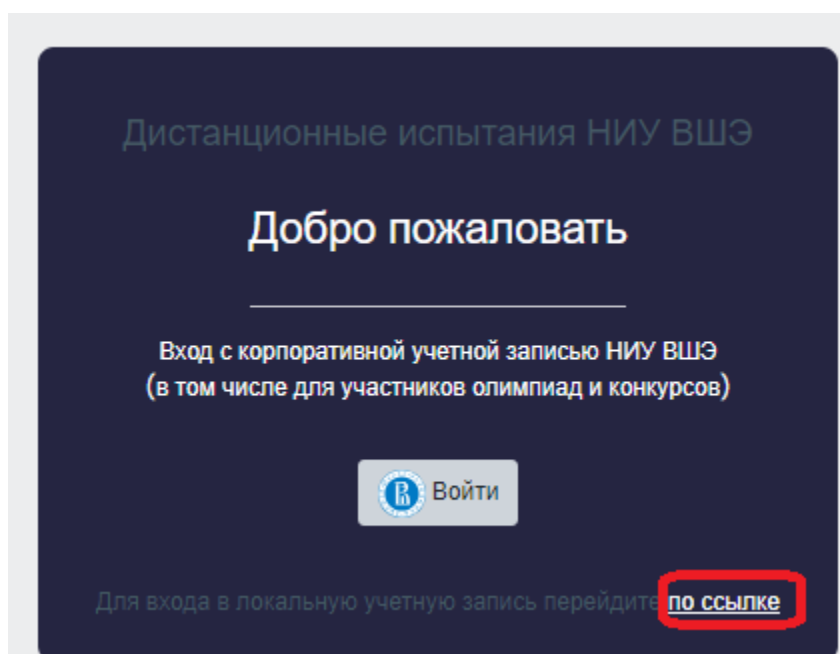 Дистанционные испытания НИУ ВШЭ
Добро пожаловать
Вход с корпоративной учетной записью НИУ ВШЭ
(в том числе для участников олимпиад и конкурсов)
Войти
Для входа в локальную учетную запись перейдите по ссылке